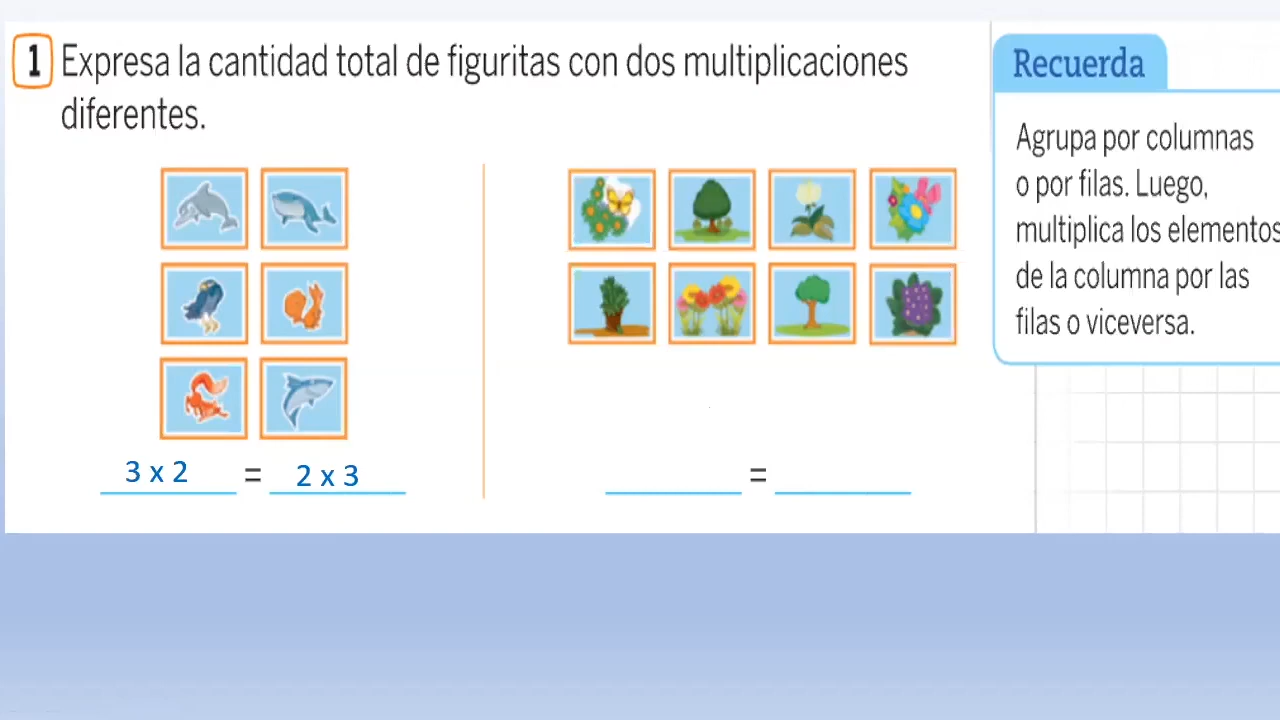 1 Expresa la cantidad total de figuritas con dos multiplicaciones
diferentes.
3 x 2 = 2 x 3
=
Recuerda
Agrupa por columnas
o por filas. Luego,
multiplica los elementos
de la columna por las
filas o viceversa.